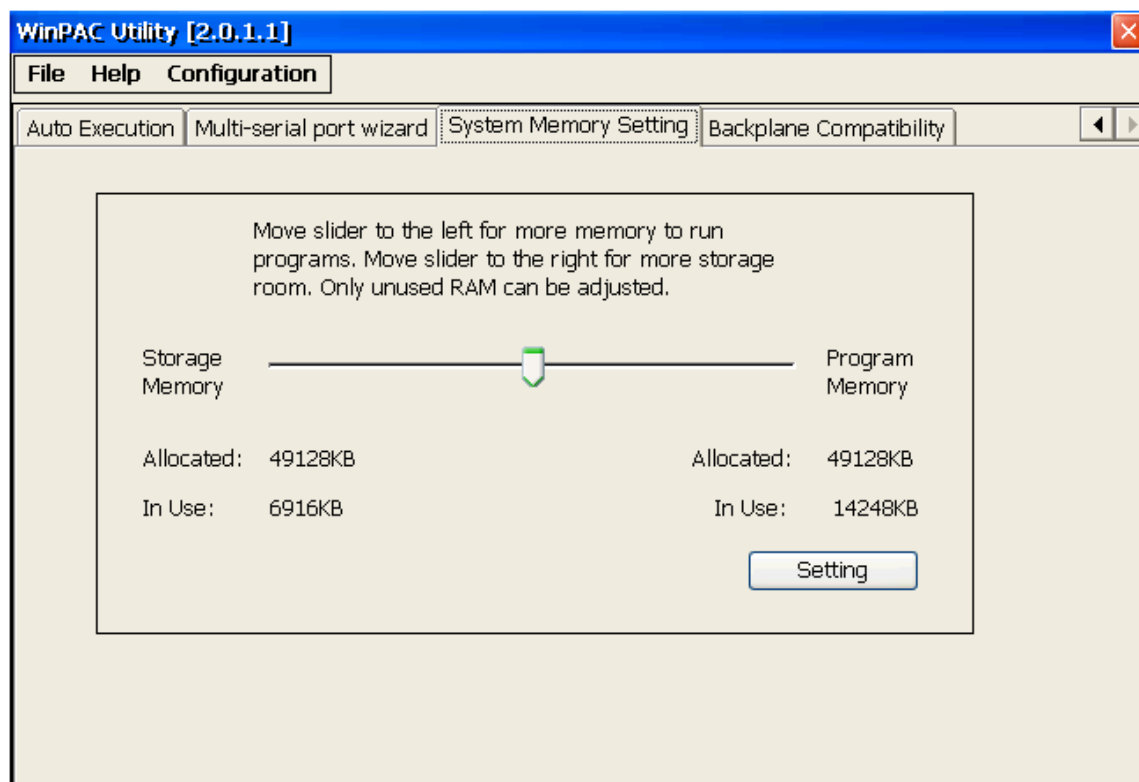 WinPAC Utility [2.0.1.1]
File Help Configuration
Auto Execution Multi-serial port wizard System Memory Setting Backplane Compatibility
Move slider to the left for more memory to run
programs. Move slider to the right for more storage
room. Only unused RAM can be adjusted.
Storage Program
Memory Memory
Allocated: 49128KB Allocated: 49128KB
In Use: 6916KB In Use: 14248KB
Setting